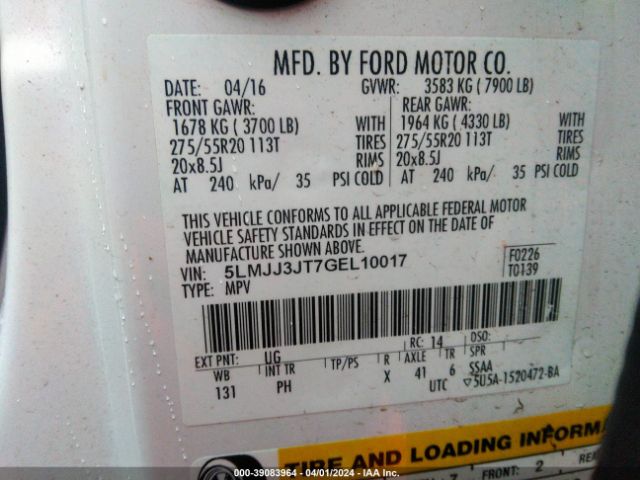 MFD. BY FORD MOTOR CO.
DATE: 04/16 GVWR: 3583 KG ( 7900 LB)
FRONT GAWR: REAR GAWR:
1678 KG ( 3700 LB) WITH 1964 KG ( 4330 LB) WITH
275/55R20 113T TIRES 275/55R20 113T TIRES
20x8.5J RIMS 20x8.5J RIMS
AT 240 kPa/ 35 PSI COLD AT 240 kPa/ 35 PSI COLD
THIS VEHICLE CONFORMS TO ALL APPLICABLE FEDERAL MOTOR
VEHICLE SAFETY STANDARDS IN EFFECT ON THE DATE OF
MANUFACTURE SHOWN ABOVE.
VIN: 5LMJJ3JT7GEL10017 F0226
TYPE: MPV T0139
EXT PNT: UG RC: 14 DSO:
WB INT TR TP/PS R AXLE TR SPR
131 PH X 41 6 SSAA
UTC ▽5U5A-1520472-BA
TIRE AND LOADING INFORMA
7 FRONT: 2 REA
000-39083964 / 04/01/2024 - IAA Inc.